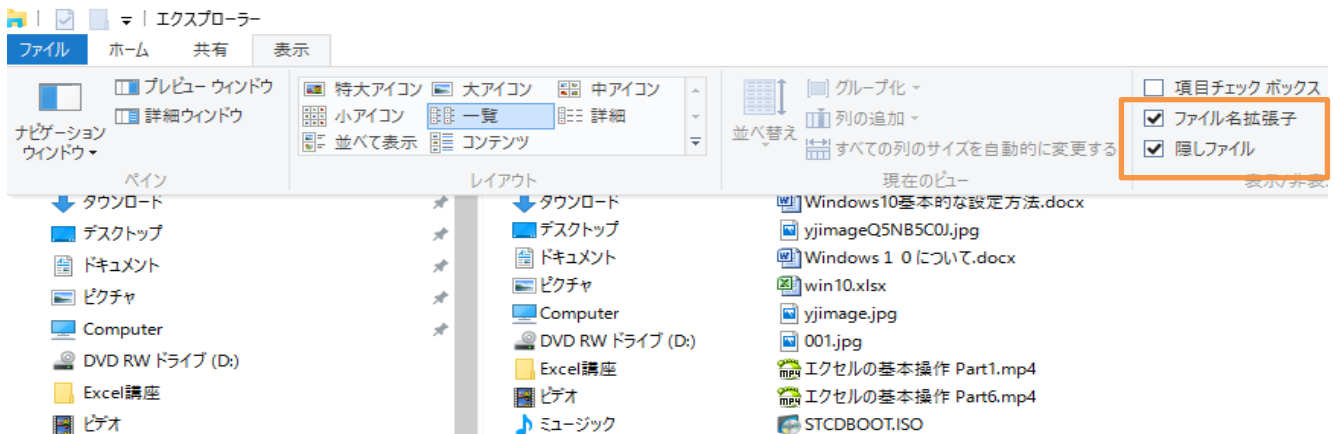 エクスプローラー
ファイル ホーム 共有 表示
プレビュー ウィンドウ
詳細ウィンドウ
ナビゲーション
ウィンドウ
ペイン
特大アイコン 大アイコン 中アイコン
小アイコン 一覧 詳細
並べて表示 コンテンツ
レイアウト
並べ替え
グループ化
列の追加
すべての列のサイズを自動的に変更する
現在のビュー
項目チェック ボックス
ファイル名拡張子
隠しファイル
表示/非表
ダウンロード
デスクトップ
ドキュメント
ピクチャ
Computer
DVD RW ドライブ (D:)
Excel講座
ビデオ
ダウンロード
デスクトップ
ドキュメント
ピクチャ
Computer
DVD RW ドライブ (D:)
Excel講座
ビデオ
ミュージック
Windows10基本的な設定方法.docx
yjimageQ5NB5C0J.jpg
Windows１０について.docx
win10.xlsx
yjimage.jpg
001.jpg
エクセルの基本操作 Part1.mp4
エクセルの基本操作 Part6.mp4
STCDBOOT.ISO